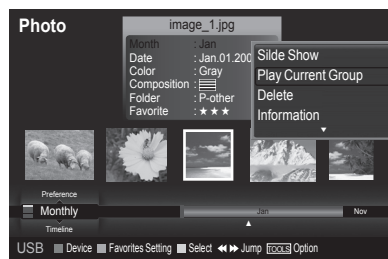 Photo
image_1.jpg
Month : Jan
Date : Jan.01.200
Color : Gray
Composition :
Folder : P-other
Favorite : ★ ★ ★
Silde Show
Play Current Group
Delete
Information
Preference
Monthly
Timeline
Jan
Nov
USB Device Favorites Setting Select Jump TOOLS Option